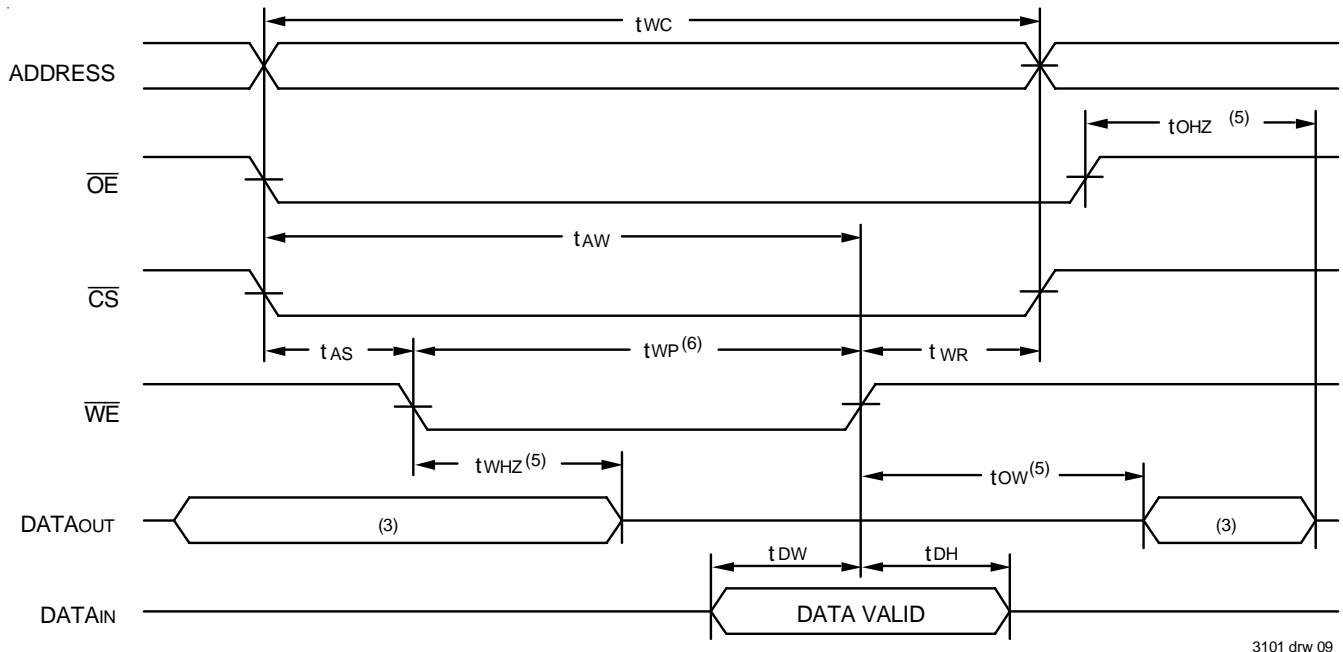 tWC
ADDRESS
tOHZ (5)
OE
tAW
CS
tAS
tWP(6)
tWR
WE
tWHZ(5)
tOW(5)
DATAOUT
(3)
(3)
tDW
tDH
DATAIN
DATA VALID
3101 drw 09